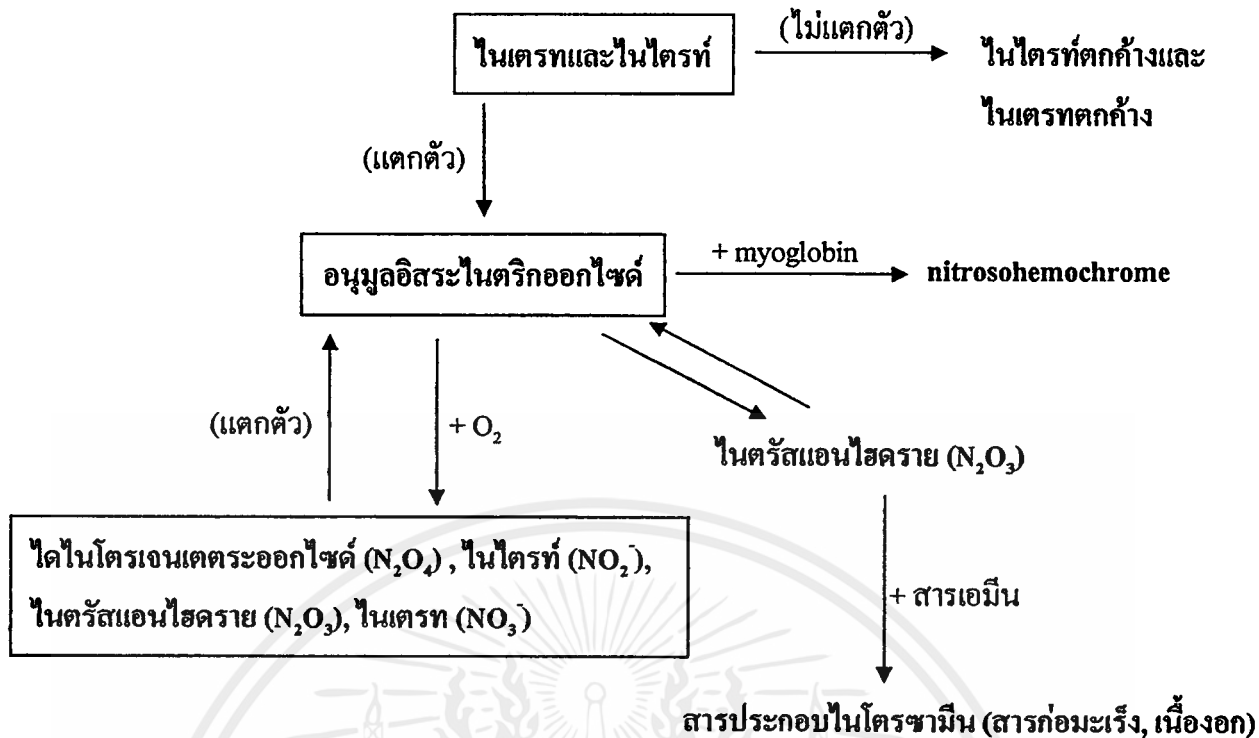 (ไม่แตกตัว)
ไนเตรทและไนไตรท์
ไนไตรท์ตกค้างและ
ไนเตรทตกค้าง
(แตกตัว)
+ myoglobin
อนุมูลอิสระไนตริกออกไซด์
nitrosohemochrome
(แตกตัว)
+ O₂
ไนตรัสแอนไฮดราย (N₂O₃)
ไดไนโตรเจนเตตระออกไซด์ (N₂O₄) , ไนไตรท์ (NO₂⁻),
ไนตรัสแอนไฮดราย (N₂O₃), ไนเตรท (NO₃⁻)
+ สารเอมีน
สารประกอบไนโตรซามีน (สารก่อมะเร็ง, เนื้องอก)